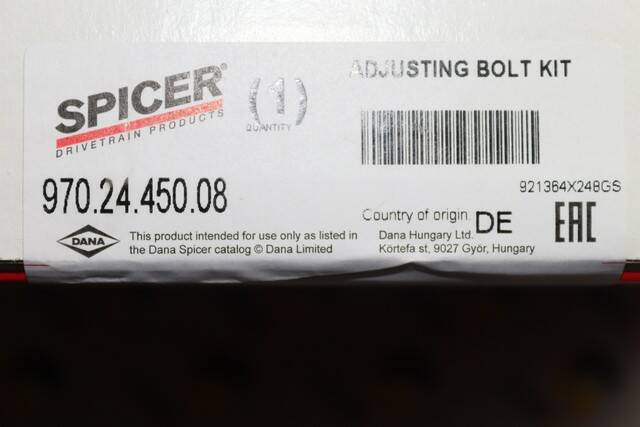 SPICER®
DRIVETRAIN PRODUCTS
(1)
QUANTITY
ADJUSTING BOLT KIT
970.24.450.08
921364X248GS
DANA
This product intended for use only as listed in
the Dana Spicer catalog © Dana Limited
Country of origin DE
Dana Hungary Ltd.
Körtefa st, 9027 Győr, Hungary
EAC